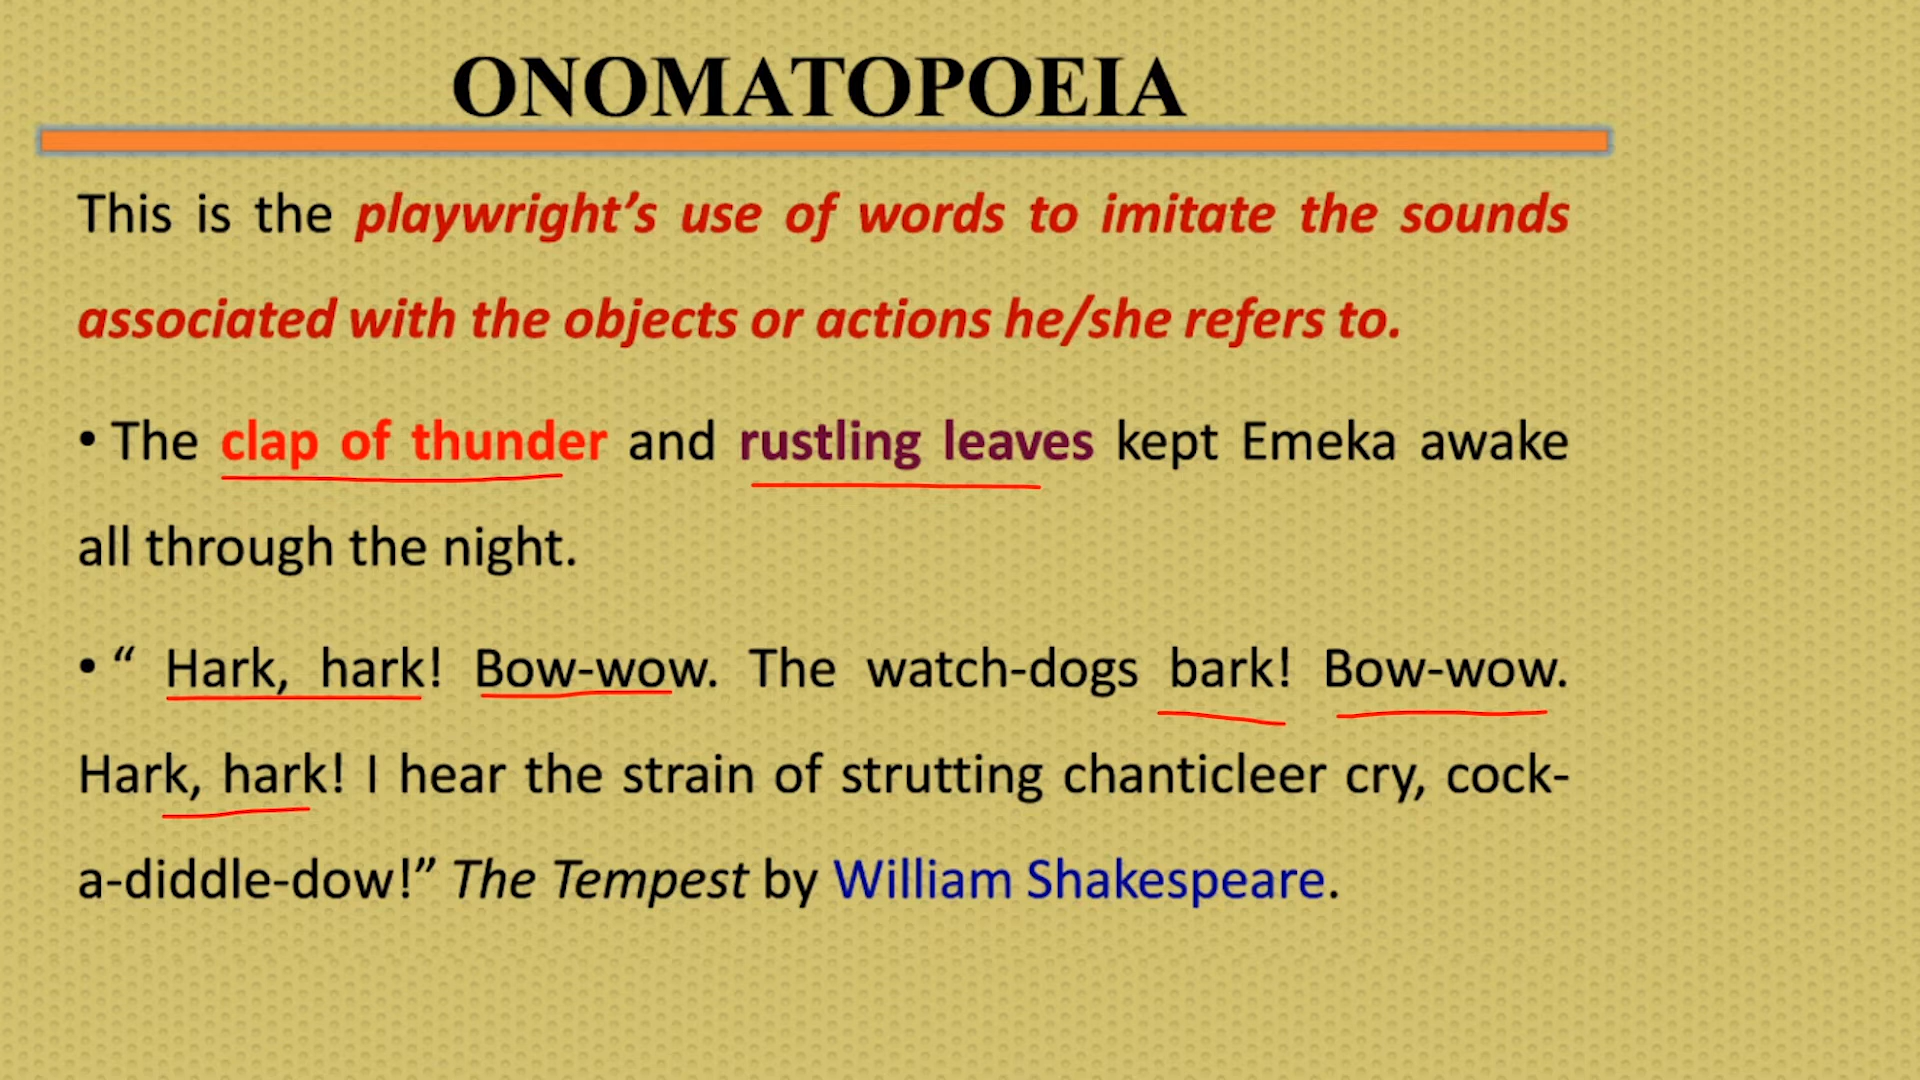 ONOMATOPOEIA
This is the playwright’s use of words to imitate the sounds
associated with the objects or actions he/she refers to.
• The clap of thunder and rustling leaves kept Emeka awake
all through the night.
• “ Hark, hark! Bow-wow. The watch-dogs bark! Bow-wow.
Hark, hark! I hear the strain of strutting chanticleer cry, cock-
a-diddle-dow!” The Tempest by William Shakespeare.